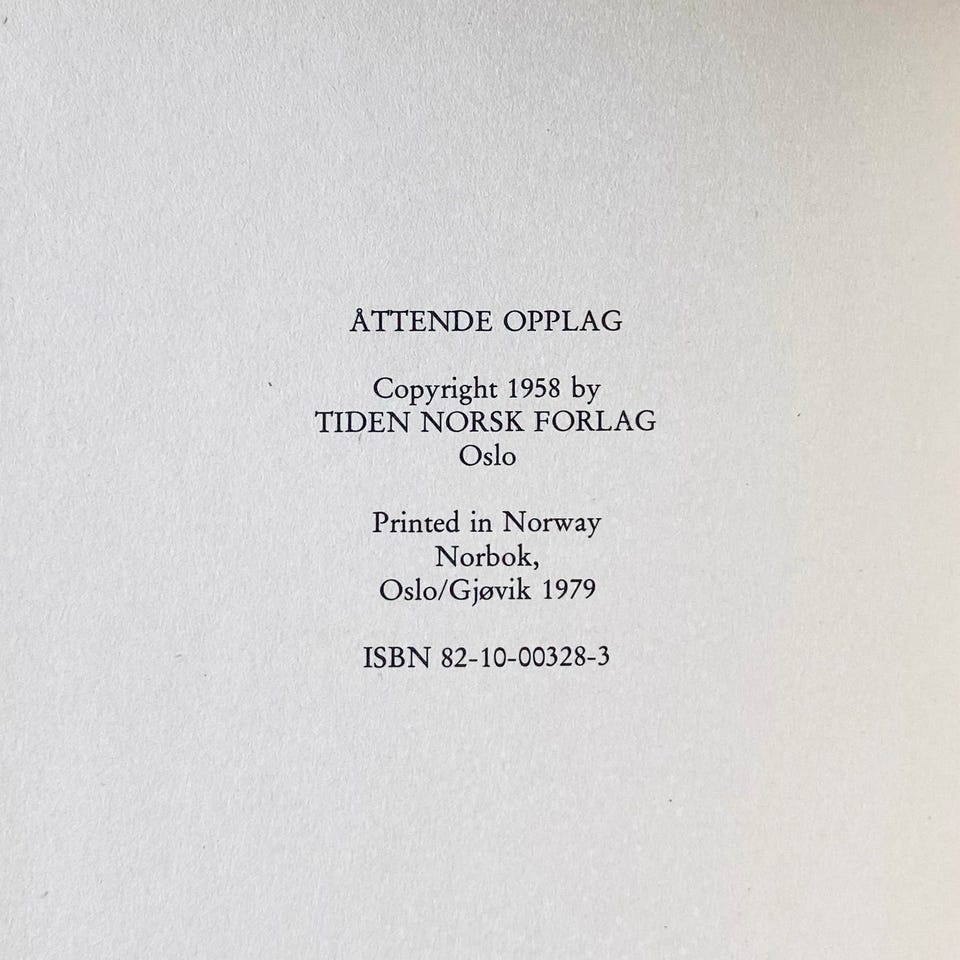 ÅTTENDE OPPLAG
Copyright 1958 by
TIDEN NORSK FORLAG
Oslo
Printed in Norway
Norbok,
Oslo/Gjøvik 1979
ISBN 82-10-00328-3